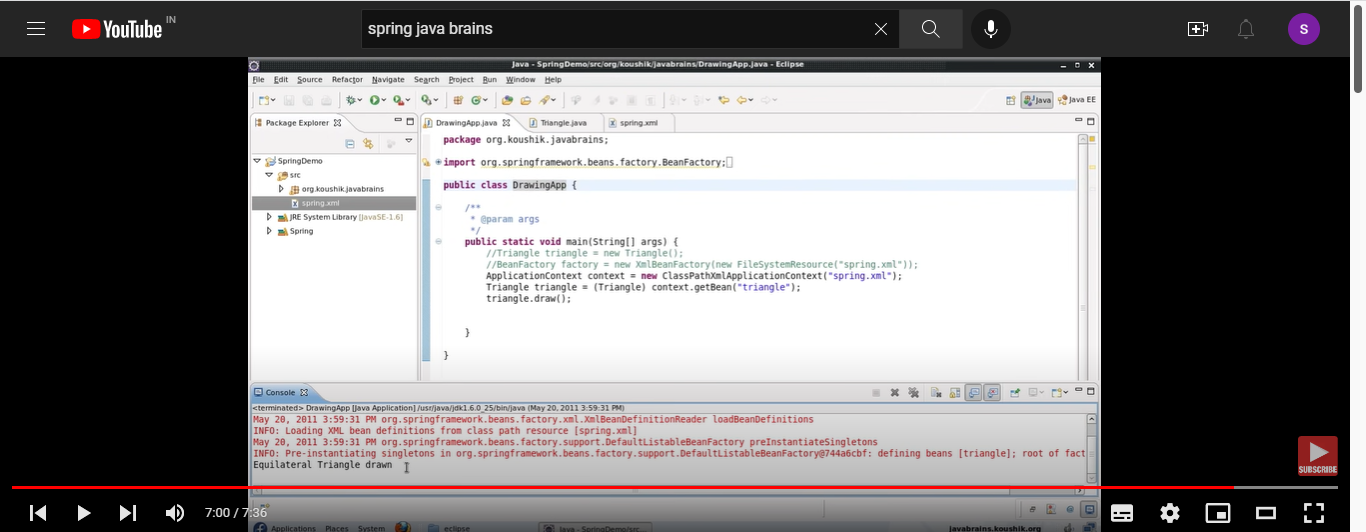 YouTube IN
spring java brains
S
Java - SpringDemo/src/org/koushik/javabrains/DrawingApp.java - Eclipse
File Edit Source Refactor Navigate Search Project Run Window Help
Java Java EE
Package Explorer
DrawingApp.java Triangle.java spring.xml
SpringDemo
src
org.koushik.javabrains
spring.xml
JRE System Library [JavaSE-1.6]
Spring
package org.koushik.javabrains;
import org.springframework.beans.factory.BeanFactory;
public class DrawingApp {
/**
* @param args
*/
public static void main(String[] args) {
//Triangle triangle = new Triangle();
//BeanFactory factory = new XmlBeanFactory(new FileSystemResource("spring.xml"));
ApplicationContext context = new ClassPathXmlApplicationContext("spring.xml");
Triangle triangle = (Triangle) context.getBean("triangle");
triangle.draw();
}
}
Console
<terminated> DrawingApp [Java Application] /usr/java/jdk1.6.0_25/bin/java (May 20, 2011 3:59:31 PM)
May 20, 2011 3:59:31 PM org.springframework.beans.factory.xml.XmlBeanDefinitionReader loadBeanDefinitions
INFO: Loading XML bean definitions from class path resource [spring.xml]
May 20, 2011 3:59:31 PM org.springframework.beans.factory.support.DefaultListableBeanFactory preInstantiateSingletons
INFO: Pre-instantiating singletons in org.springframework.beans.factory.support.DefaultListableBeanFactory@744a6cbf: defining beans [triangle]; root of fact
Equilateral Triangle drawn
SUBSCRIBE
7:00 / 7:36
Applications Places System eclipse Java - SpringDemo/src... javabrains.koushik.org